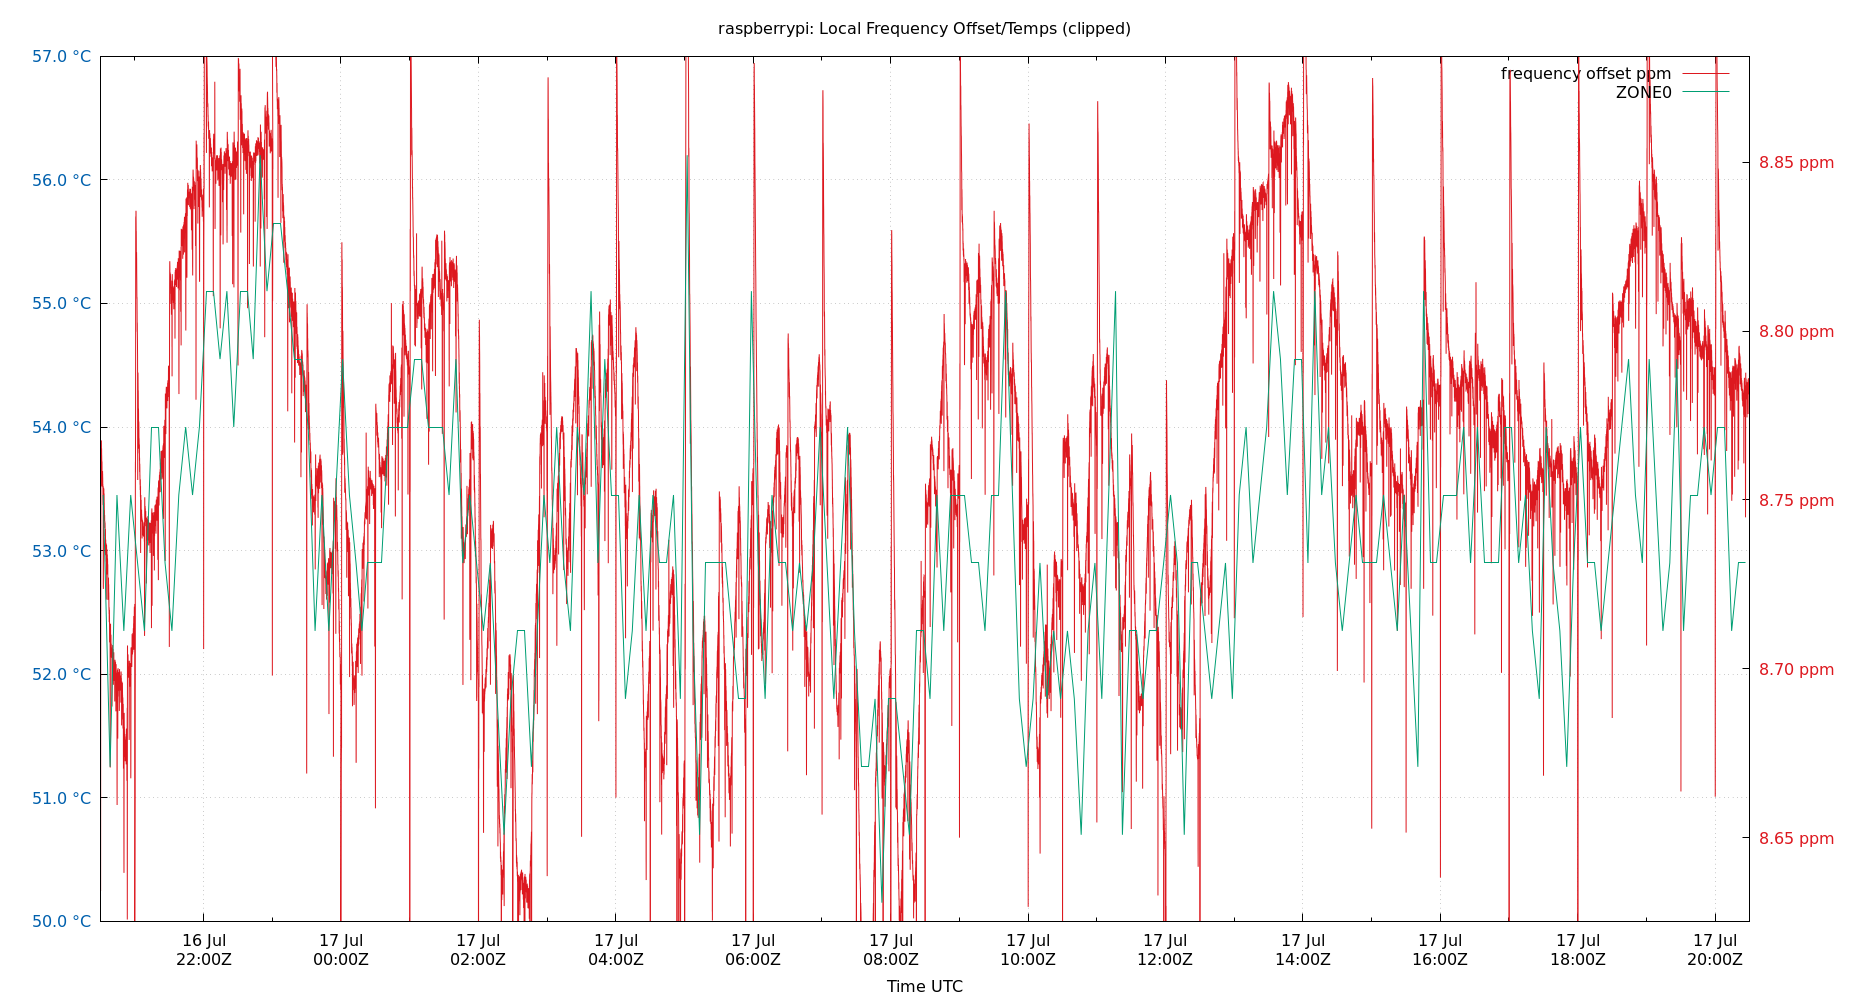 raspberrypi: Local Frequency Offset/Temps (clipped)
57.0 °C
56.0 °C
55.0 °C
54.0 °C
53.0 °C
52.0 °C
51.0 °C
50.0 °C
frequency offset ppm
ZONE0
8.85 ppm
8.80 ppm
8.75 ppm
8.70 ppm
8.65 ppm
16 Jul
22:00Z
17 Jul
00:00Z
17 Jul
02:00Z
17 Jul
04:00Z
17 Jul
06:00Z
17 Jul
08:00Z
17 Jul
10:00Z
17 Jul
12:00Z
17 Jul
14:00Z
17 Jul
16:00Z
17 Jul
18:00Z
17 Jul
20:00Z
Time UTC